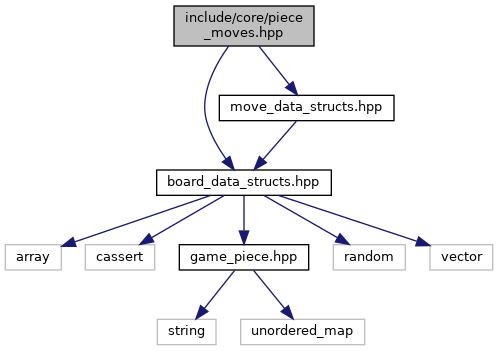 include/core/piece
_moves.hpp
move_data_structs.hpp
board_data_structs.hpp
array
cassert
game_piece.hpp
random
vector
string
unordered_map